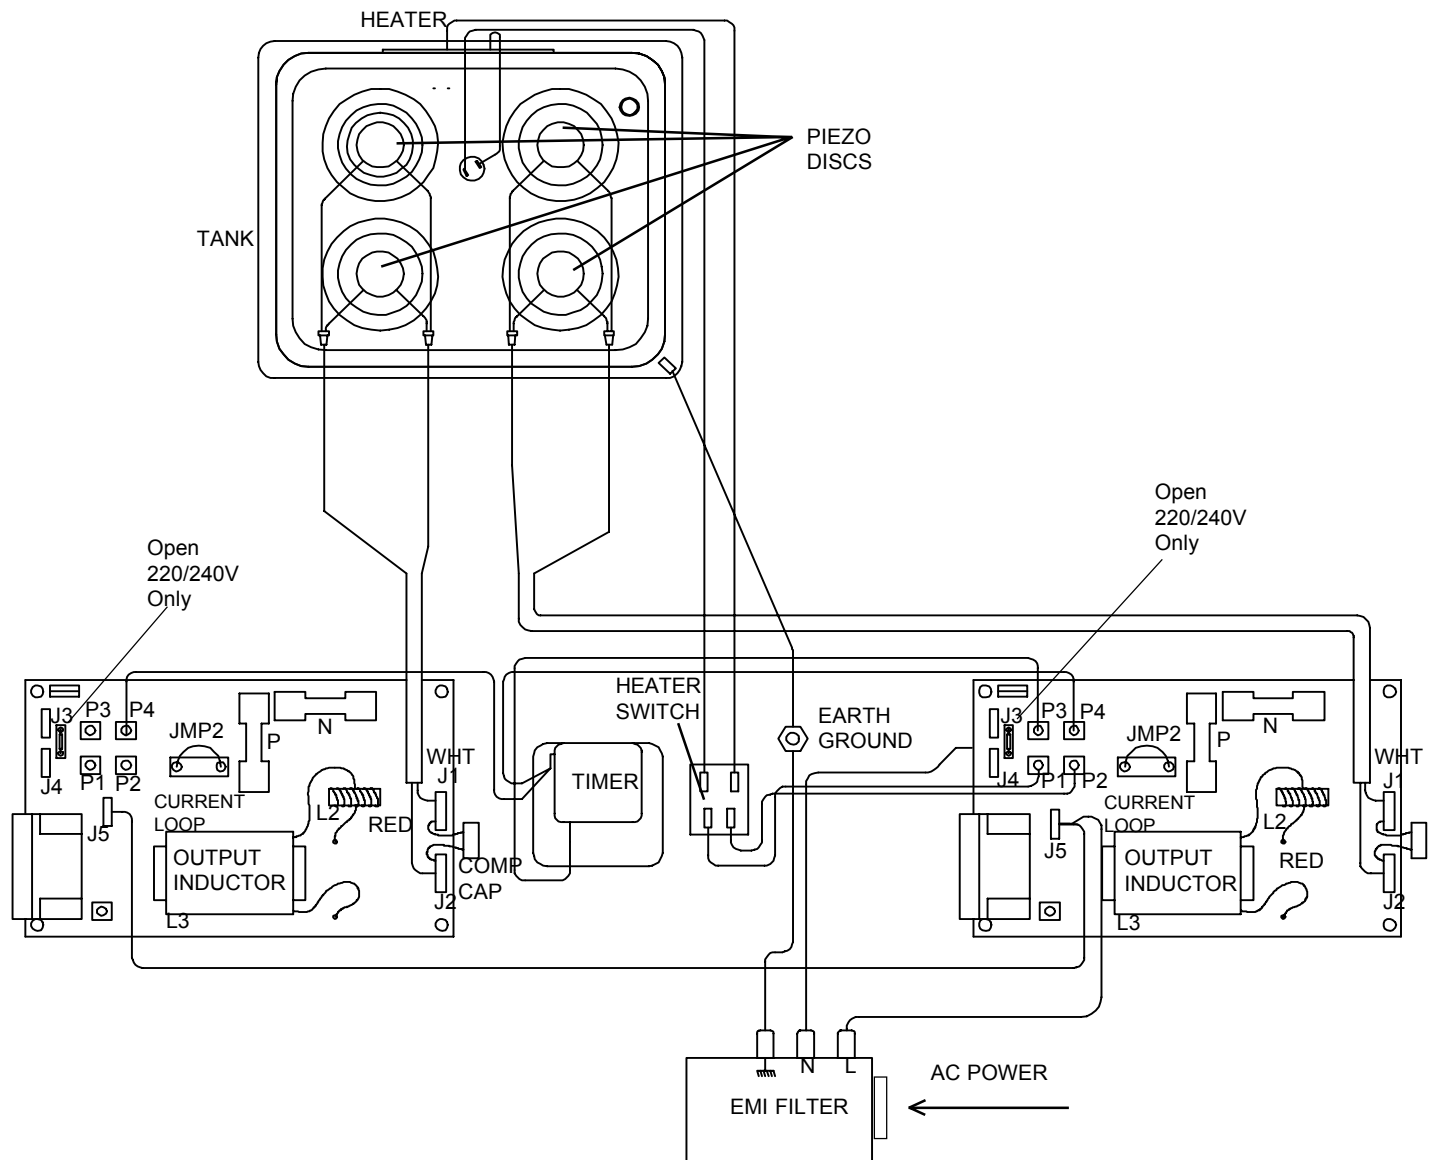 HEATER
PIEZO
DISCS
TANK
Open
220/240V
Only
Open
220/240V
Only
HEATER
SWITCH
EARTH
GROUND
TIMER
J3
P3
P4
JMP2
P
N
WHT
J1
J4
P1
P2
CURRENT
LOOP
L2
RED
J5
OUTPUT
INDUCTOR
COMP
CAP
J2
L3
J3
P3
P4
JMP2
P
N
WHT
J1
J4
P1
P2
CURRENT
LOOP
L2
RED
J5
OUTPUT
INDUCTOR
J2
L3
N
L
AC POWER
EMI FILTER